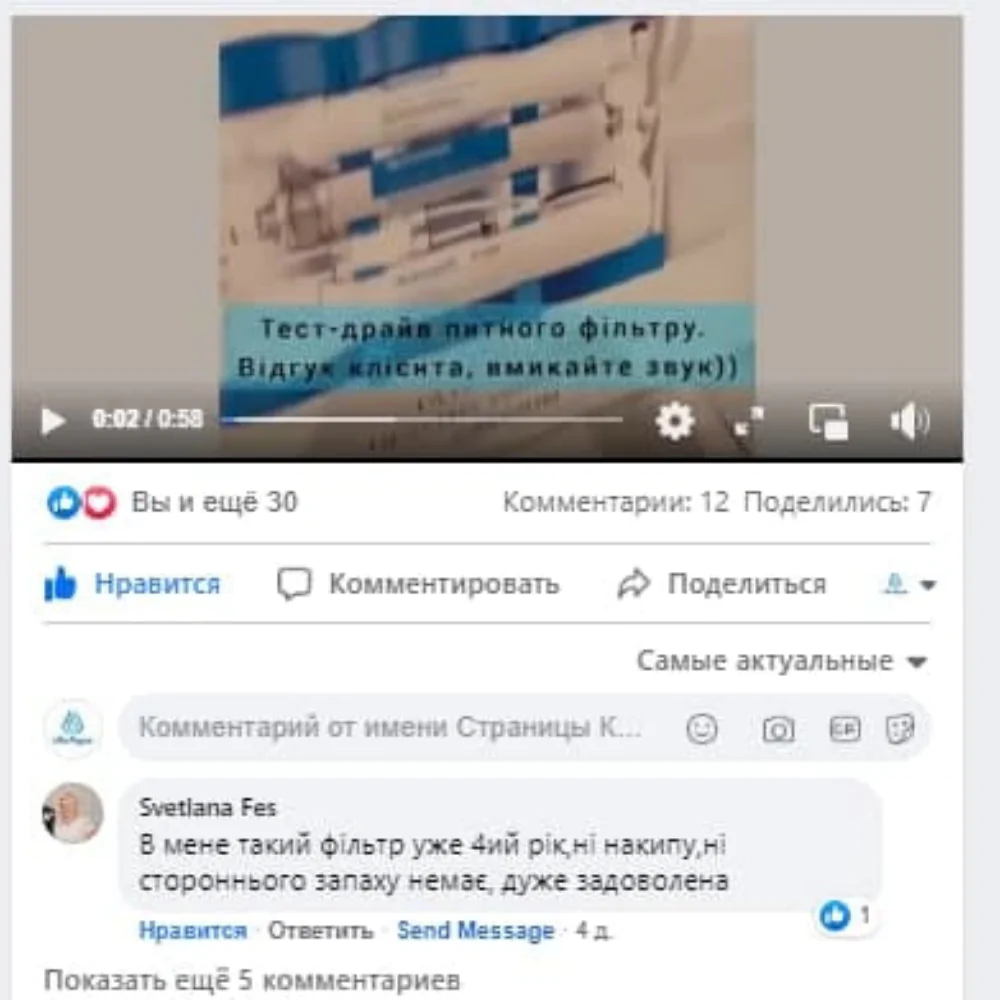 Тест-драйв питного фільтру.
Відгук клієнта, вмикайте звук))
0:02 / 0:58
Вы и ещё 30
Комментарии: 12 Поделились: 7
Нравится Комментировать Поделиться
Самые актуальные
Комментарий от имени Страницы К...
Svetlana Fes
В мене такий фільтр уже 4ий рік,ні накипу,ні
стороннього запаху немає, дуже задоволена
1
Нравится · Ответить · Send Message · 4 д.
Показать ещё 5 комментариев